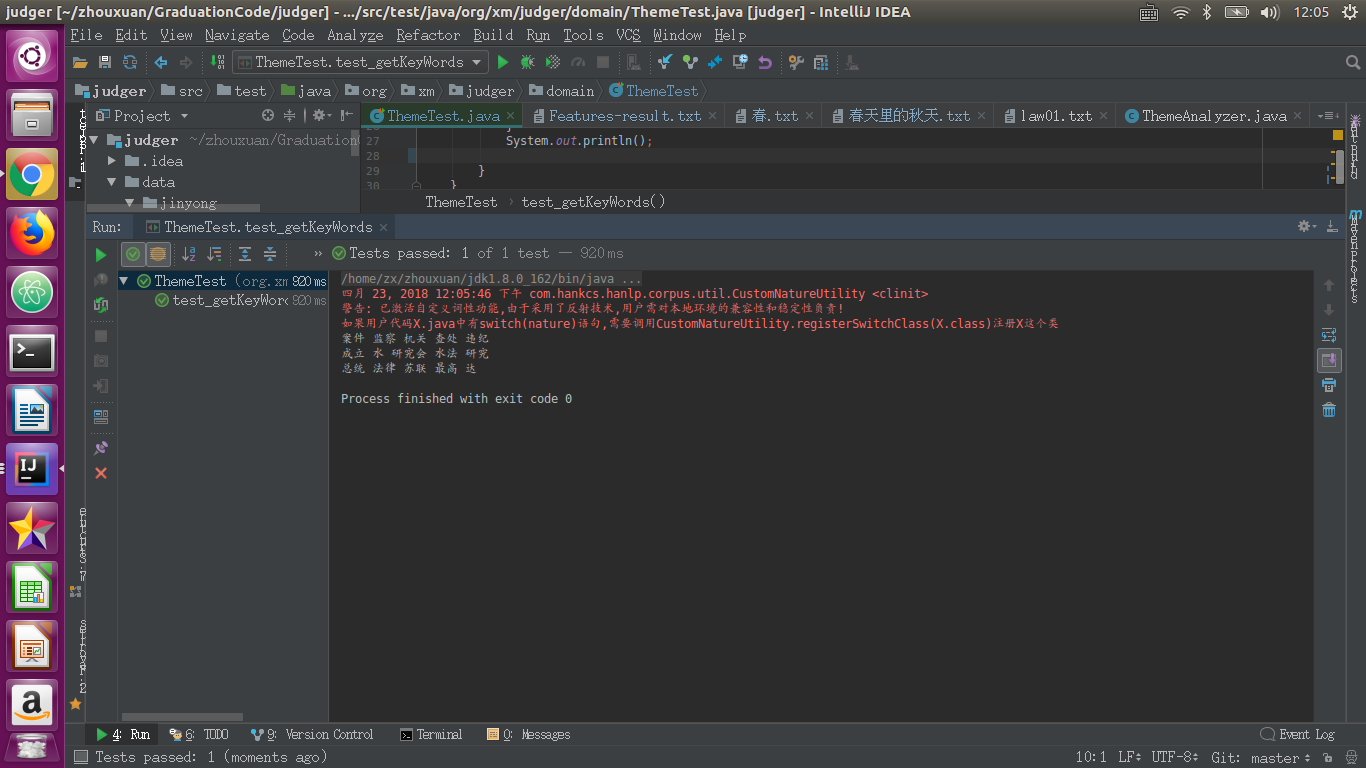 judger [~/zhouxuan/GraduationCode/judger] - .../src/test/java/org/xm/judger/domain/ThemeTest.java [judger] - IntelliJ IDEA
12:05
File Edit View Navigate Code Analyze Refactor Build Run Tools VCS Window Help
ThemeTest.test_getKeyWords
judger src test java org xm judger domain ThemeTest
Project
ThemeTest.java Features-result.txt 春.txt 春天里的秋天.txt law01.txt ThemeAnalyzer.java
judger ~/zhouxuan/Graduation
.idea
data
jinyong
26 }
27 System.out.println();
28
29 }
30 }
ThemeTest › test_getKeyWords()
Run: ThemeTest.test_getKeyWords
» Tests passed: 1 of 1 test — 920ms
ThemeTest (org.xm 920 ms
test_getKeyWor 920 ms
/home/zx/zhouxuan/jdk1.8.0_162/bin/java ...
四月 23, 2018 12:05:46 下午 com.hankcs.hanlp.corpus.util.CustomNatureUtility <clinit>
警告: 已激活自定义词性功能,由于采用了反射技术,用户需对本地环境的兼容性和稳定性负责!
如果用户代码X.java中有switch(nature)语句,需要调用CustomNatureUtility.registerSwitchClass(X.class)注册X这个类
案件 监察 机关 查处 违纪
成立 水 研究会 水法 研究
总统 法律 苏联 最高 达
Process finished with exit code 0
Ant Build
Maven Projects
4: Run 6: TODO 9: Version Control Terminal 0: Messages Event Log
Tests passed: 1 (moments ago)
10:1 LF UTF-8 Git: master